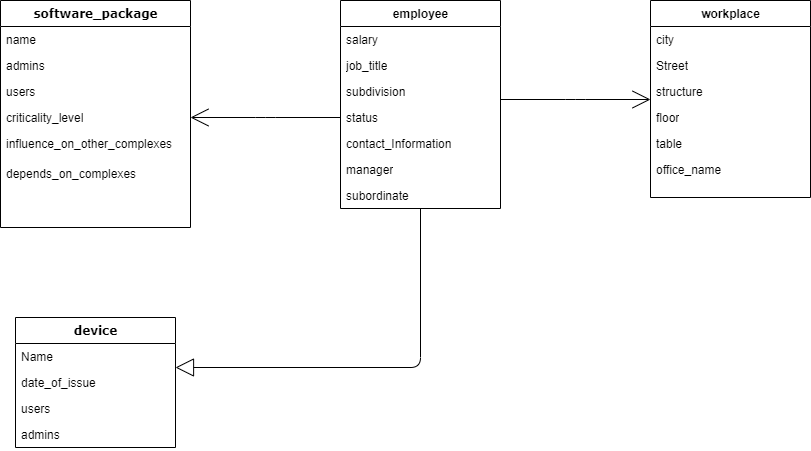 software_package
name
admins
users
criticality_level
influence_on_other_complexes
depends_on_complexes
employee
salary
job_title
subdivision
status
contact_Information
manager
subordinate
workplace
city
Street
structure
floor
table
office_name
device
Name
date_of_issue
users
admins